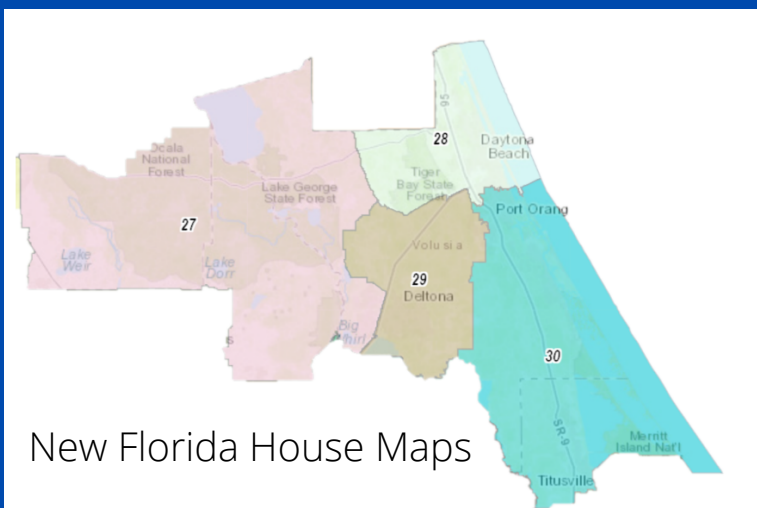 95
28
Daytona
Beach
Ocala
National
Forest
Tiger
Bay State
Forest
Lake George
State Forest
Port Orang
27
Volusia
Lake
Weir
Lake
Dorr
29
Deltona
Big
hirl
30
SR-9
Merritt
Island Nat'l
New Florida House Maps
Titusville